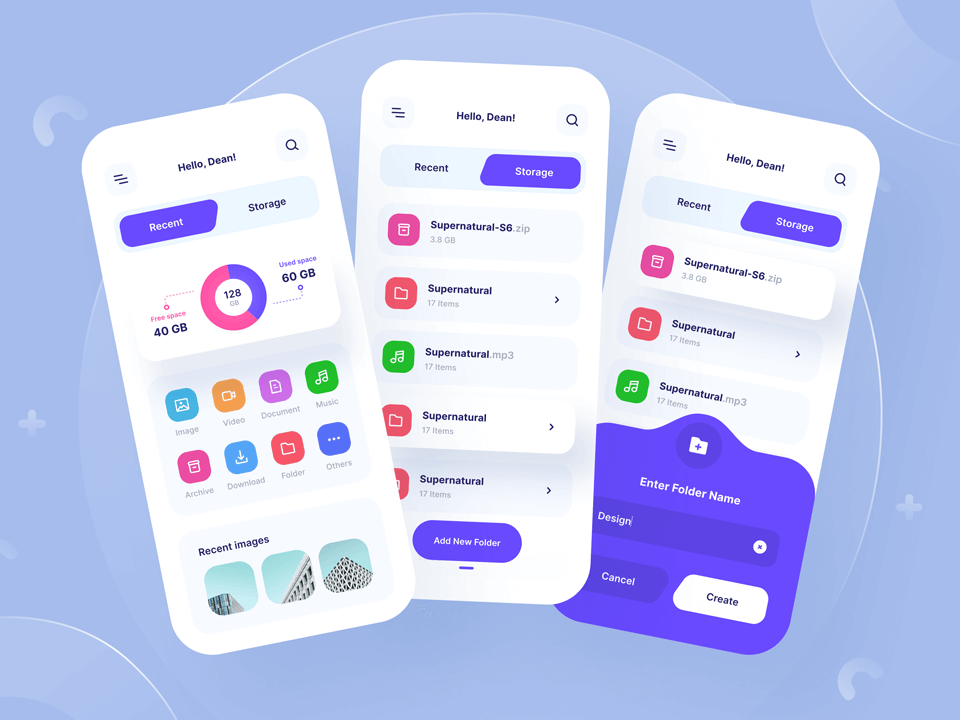 Hello, Dean!
Recent
Storage
Used space
60 GB
128
GB
Free space
40 GB
Image
Video
Document
Music
Archive
Download
Folder
Others
Recent images
Hello, Dean!
Recent
Storage
Supernatural-S6.zip
3.8 GB
Supernatural
17 Items
Supernatural.mp3
17 Items
Supernatural
17 Items
Supernatural
17 Items
Add New Folder
Hello, Dean!
Recent
Storage
Supernatural-S6.zip
3.8 GB
Supernatural
17 Items
Supernatural.mp3
17 Items
Enter Folder Name
Design
Cancel
Create